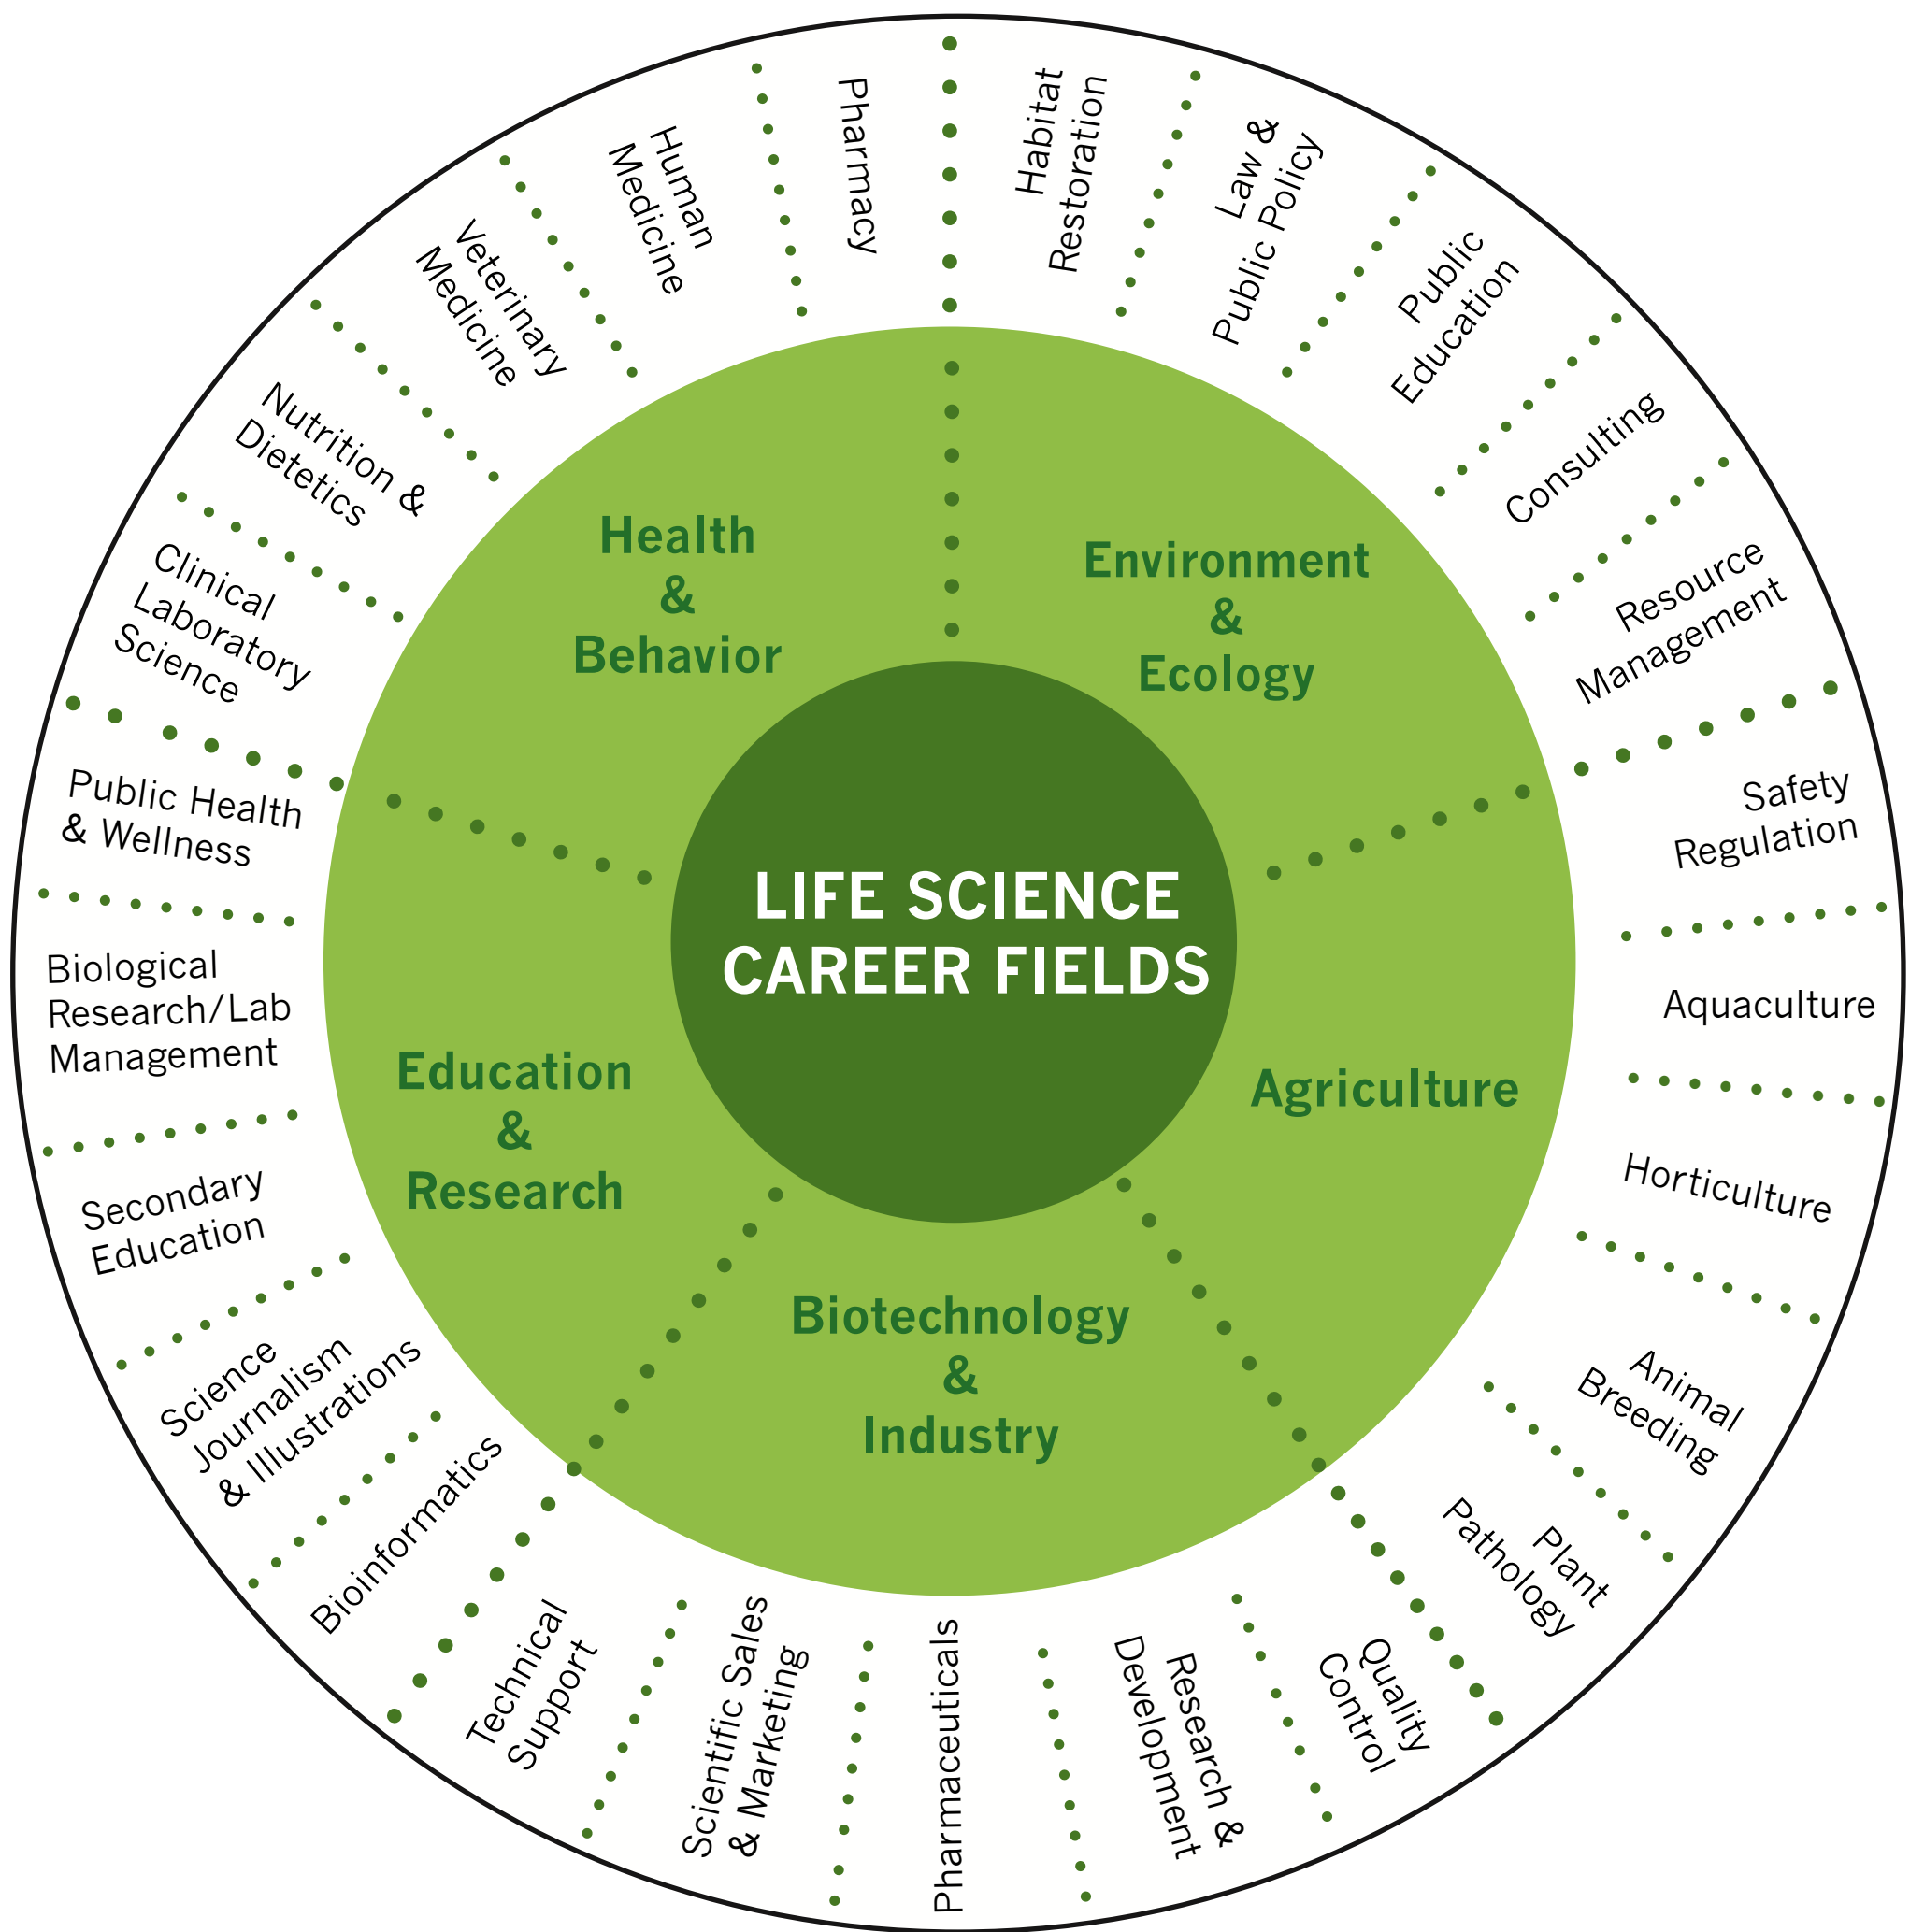 LIFE SCIENCE
CAREER FIELDS
Health
&
Behavior
Environment
&
Ecology
Agriculture
Biotechnology
&
Industry
Education
&
Research
Habitat
Restoration
Law &
Public Policy
Public
Education
Consulting
Resource
Management
Safety
Regulation
Aquaculture
Horticulture
Animal
Breeding
Plant
Pathology
Quality
Control
Research &
Development
Pharmaceuticals
Scientific Sales
& Marketing
Technical
Support
Bioinformatics
Science
Journalism
& Illustrations
Secondary
Education
Biological
Research/Lab
Management
Public Health
& Wellness
Clinical
Laboratory
Science
Nutrition &
Dietetics
Veterinary
Medicine
Human
Medicine
Pharmacy